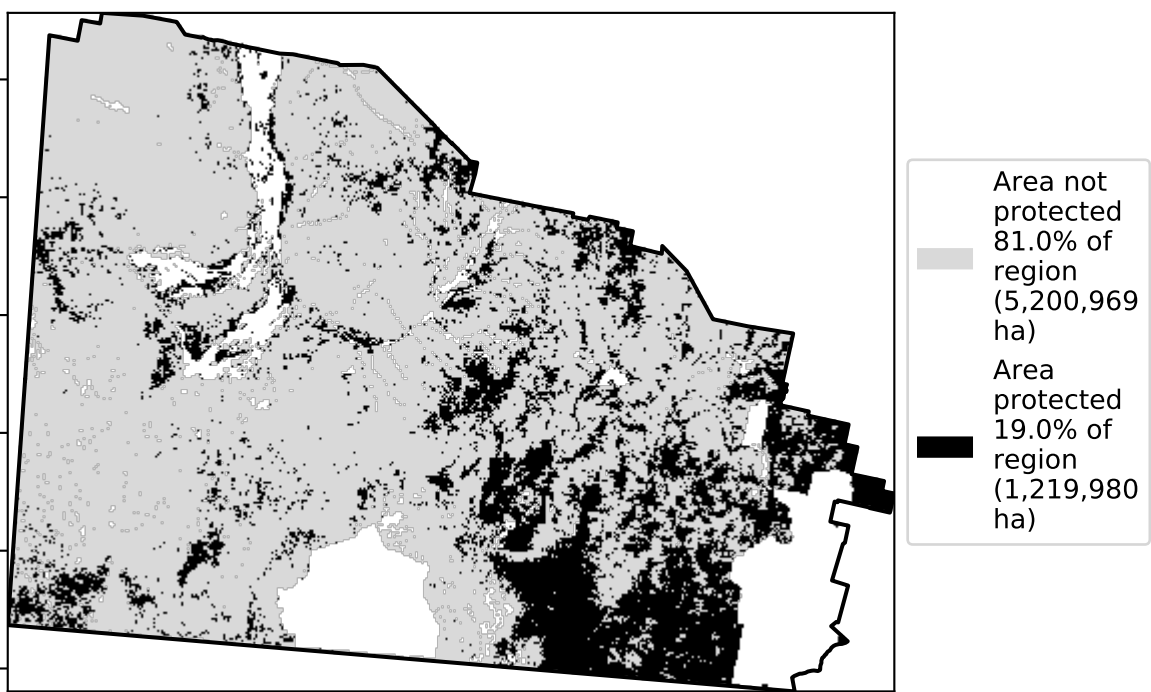 Area not
protected
81.0% of
region
(5,200,969
ha)
Area
protected
19.0% of
region
(1,219,980
ha)